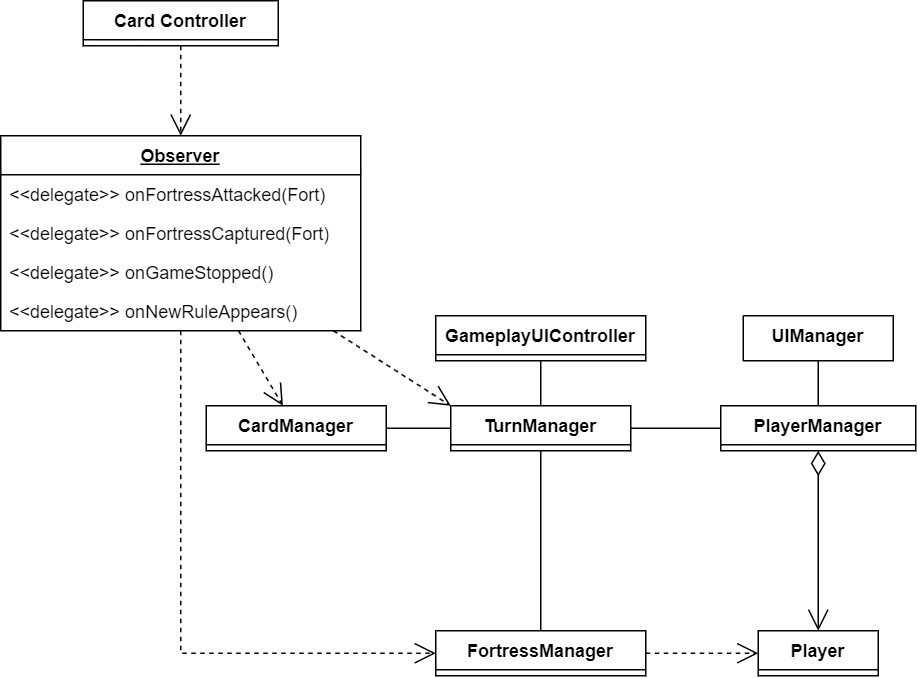 Card Controller
Observer
<<delegate>> onFortressAttacked(Fort)
<<delegate>> onFortressCaptured(Fort)
<<delegate>> onGameStopped()
<<delegate>> onNewRuleAppears()
GameplayUIController
UIManager
CardManager
TurnManager
PlayerManager
FortressManager
Player